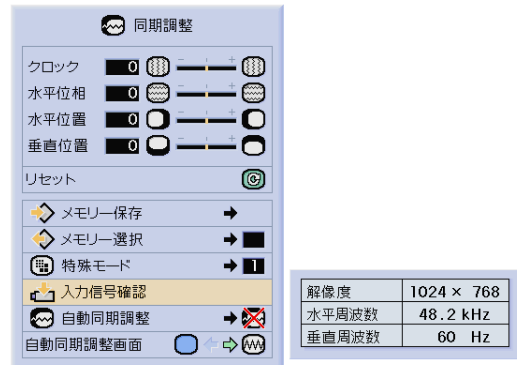 同期調整
クロック 0 − +
水平位相 0 − +
水平位置 0 − +
垂直位置 0 − +
リセット
メモリー保存
メモリー選択
特殊モード 1
入力信号確認
自動同期調整
自動同期調整画面
解像度 1024 × 768
水平周波数 48.2 kHz
垂直周波数 60 Hz